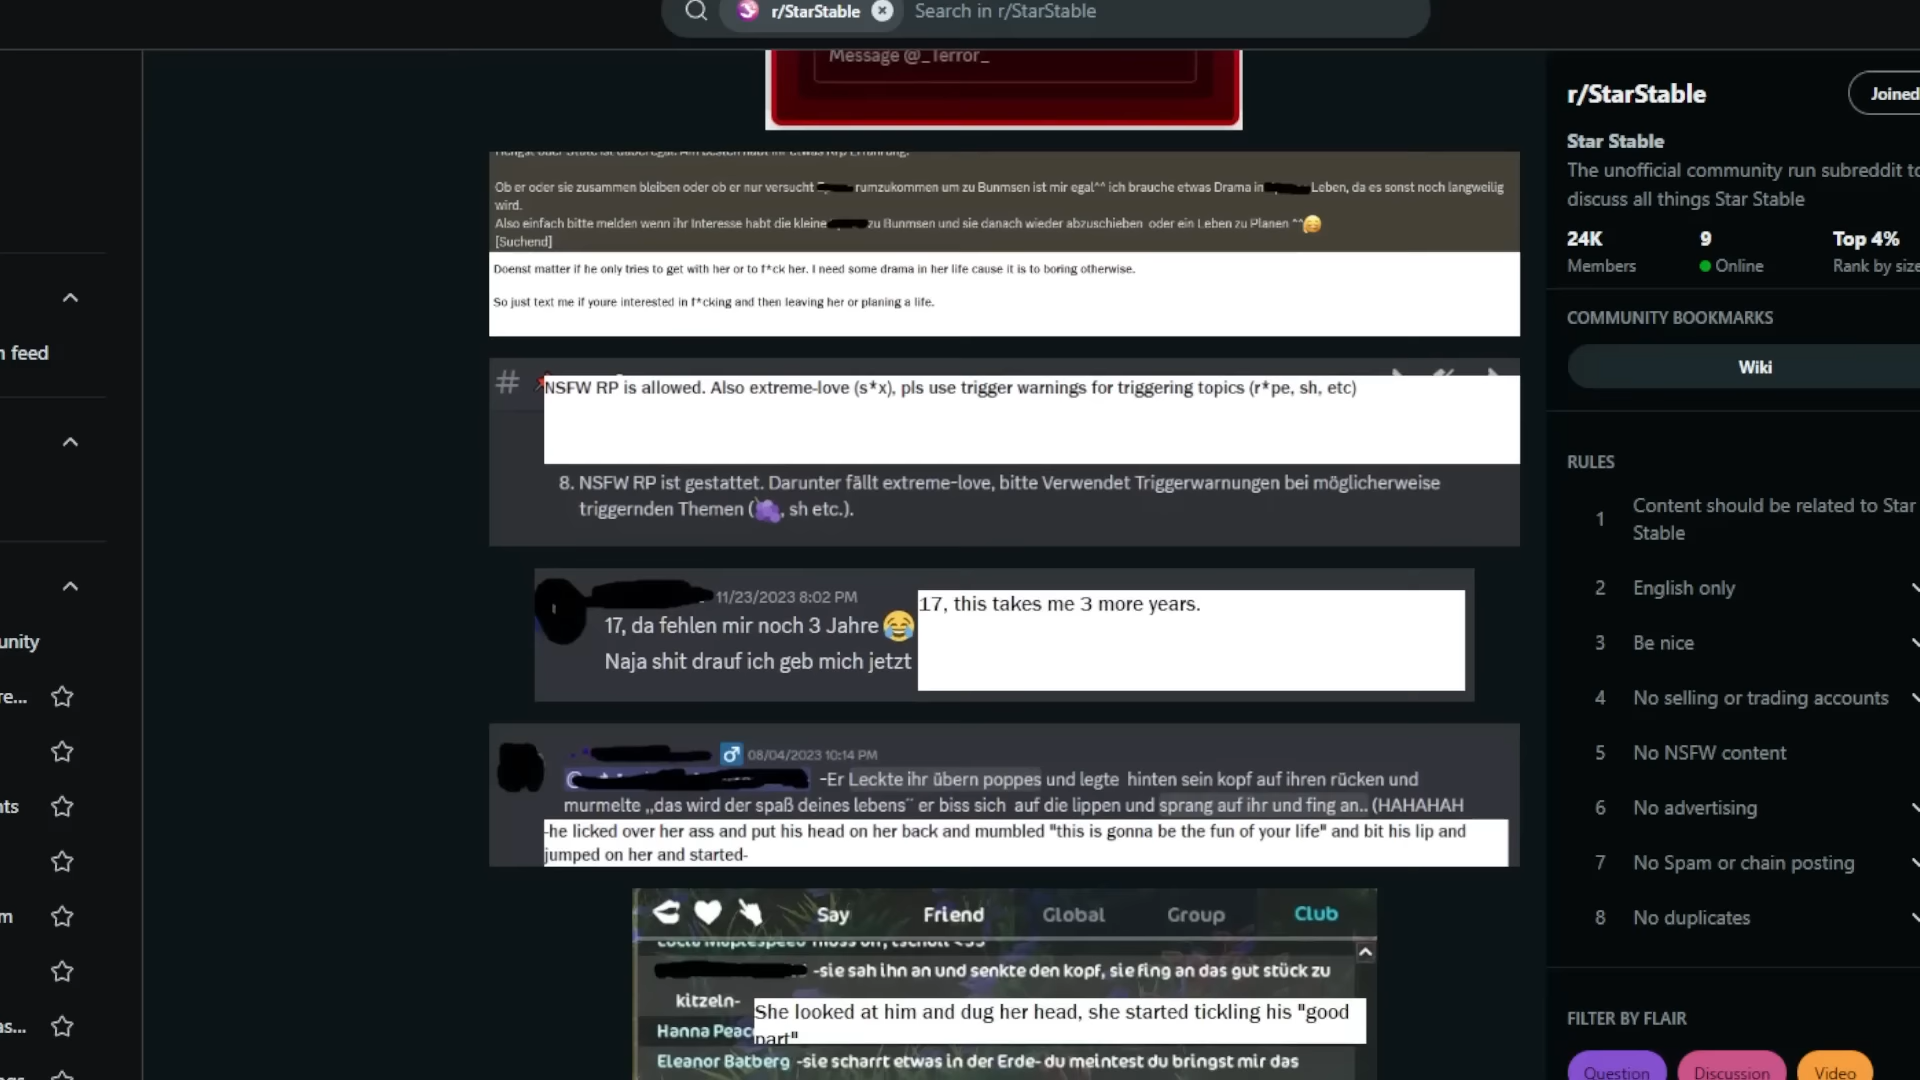 r/StarStable
Search in r/StarStable
Message @_Terror_
Ob er oder sie zusammen bleiben oder ob er nur versucht rumzukommen um zu Bunmsen ist mir egal^^ ich brauche etwas Drama in Leben, da es sonst noch langweilig
wird.
Also einfach bitte melden wenn ihr Interesse habt die kleine zu Bunmsen und sie danach wieder abzuschieben oder ein Leben zu Planen ^^
[Suchend]
Doenst matter if he only tries to get with her or to f*ck her. I need some drama in her life cause it is to boring otherwise.
So just text me if youre interested in f*cking and then leaving her or planing a life.
#
NSFW RP is allowed. Also extreme-love (s*x), pls use trigger warnings for triggering topics (r*pe, sh, etc)
8. NSFW RP ist gestattet. Darunter fällt extreme-love, bitte Verwendet Triggerwarnungen bei möglicherweise
triggernden Themen (, sh etc.).
11/23/2023 8:02 PM
17, da fehlen mir noch 3 Jahre
Naja shit drauf ich geb mich jetzt
17, this takes me 3 more years.
08/04/2023 10:14 PM
-Er Leckte ihr übern poppes und legte hinten sein kopf auf ihren rücken und
murmelte ,,das wird der spaß deines lebens´´ er biss sich auf die lippen und sprang auf ihr und fing an.. (HAHAHAH
-he licked over her ass and put his head on her back and mumbled "this is gonna be the fun of your life" and bit his lip and
jumped on her and started-
Say Friend Global Group Club
-sie sah ihn an und senkte den kopf, sie fing an das gut stück zu
kitzeln-
She looked at him and dug her head, she started tickling his "good
part"
Hanna Peac
Eleanor Batberg -sie scharrt etwas in der Erde- du meintest du bringst mir das
feed
r/StarStable
Joined
Star Stable
The unofficial community run subreddit to
discuss all things Star Stable
24K 9 Top 4%
Members Online Rank by size
COMMUNITY BOOKMARKS
Wiki
RULES
1 Content should be related to Star
Stable
2 English only
3 Be nice
4 No selling or trading accounts
5 No NSFW content
6 No advertising
7 No Spam or chain posting
8 No duplicates
FILTER BY FLAIR
Question Discussion Video